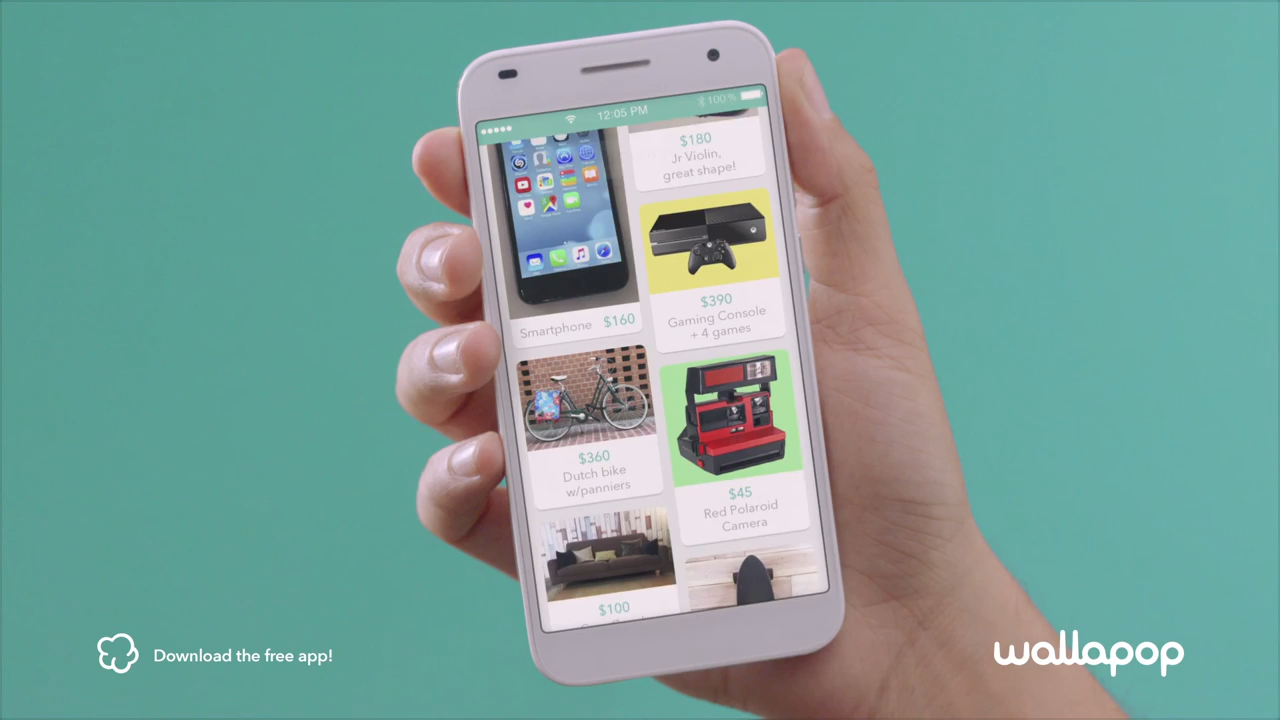 12:05 PM
100 %
$180
Jr Violin,
great shape!
Smartphone $160
$390
Gaming Console
+ 4 games
$360
Dutch bike
w/panniers
$45
Red Polaroid
Camera
$100
Download the free app!
wallapop